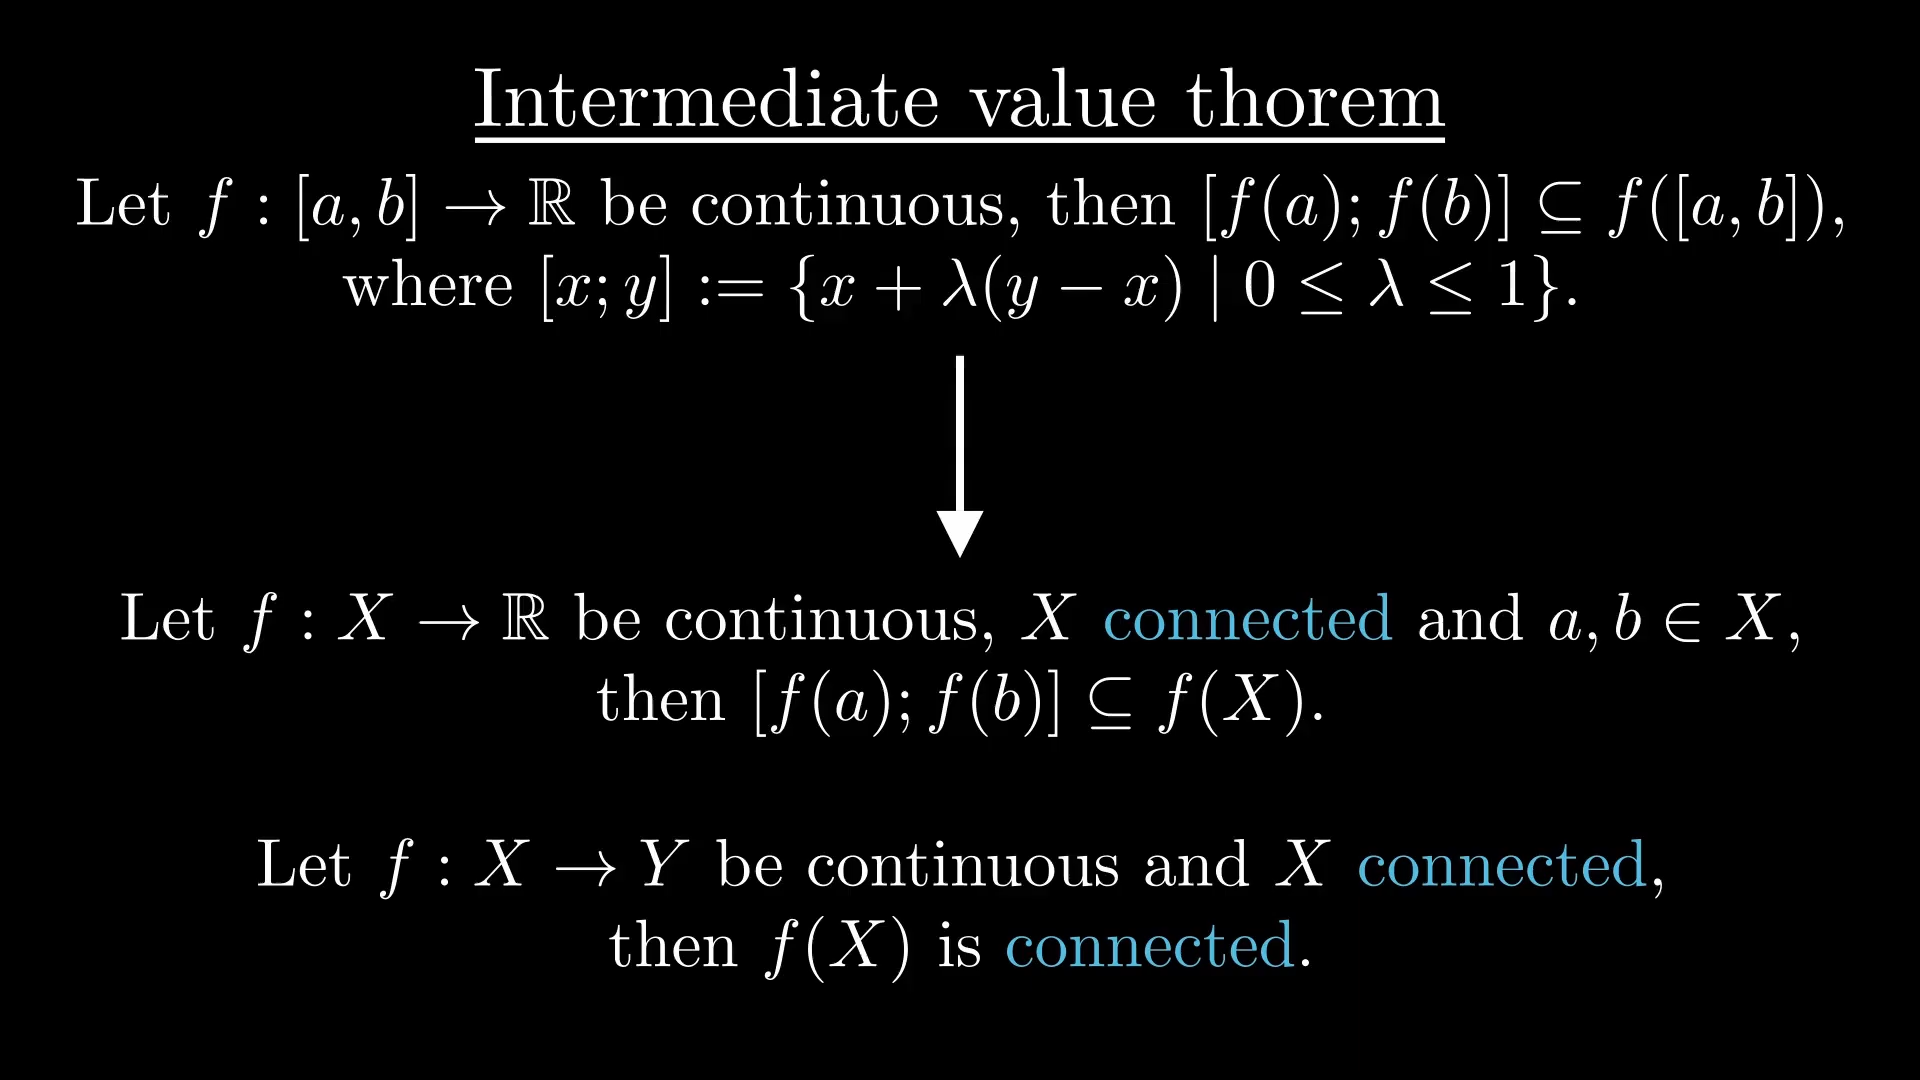 Intermediate value thorem
Let f : [a, b] → ℝ be continuous, then [f(a); f(b)] ⊆ f([a, b]),
where [x; y] := {x + λ(y − x) | 0 ≤ λ ≤ 1}.
Let f : X → ℝ be continuous, X connected and a, b ∈ X,
then [f(a); f(b)] ⊆ f(X).
Let f : X → Y be continuous and X connected,
then f(X) is connected.